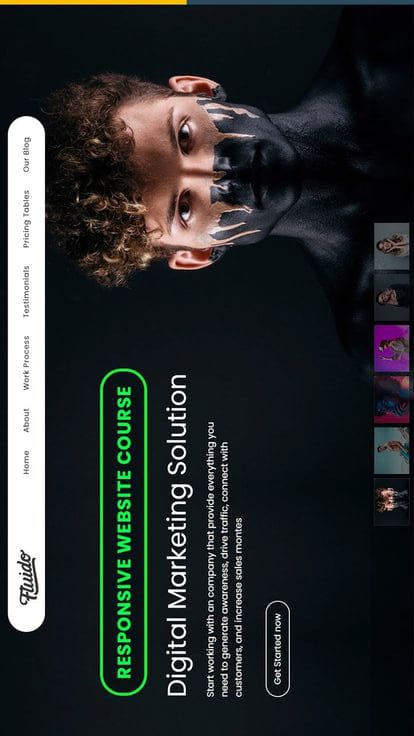 Fluido
Home About Work Process Testimonials Pricing Tables Our Blog
RESPONSIVE WEBSITE COURSE
Digital Marketing Solution
Start working with an company that provide everything you
need to generate awareness, drive traffic, connect with
customers, and increase sales montes
Get Started now